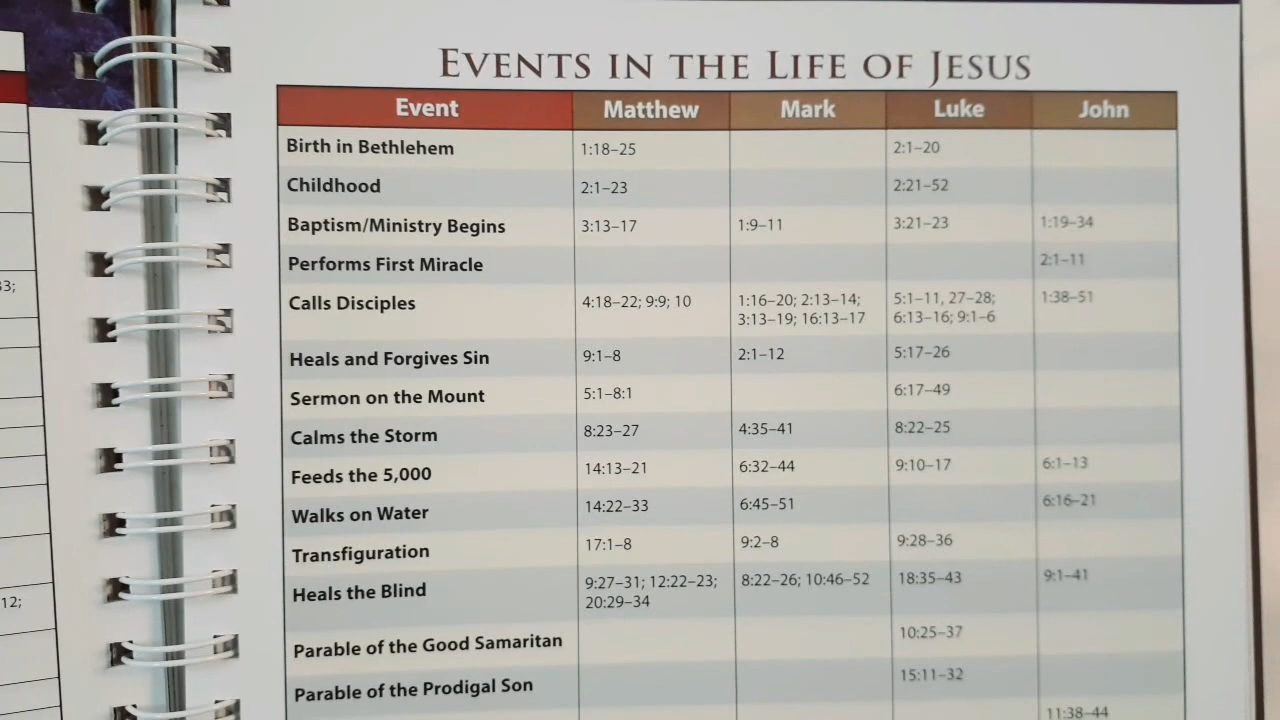 EVENTS IN THE LIFE OF JESUS
Event Matthew Mark Luke John
Birth in Bethlehem 1:18–25 2:1–20
Childhood 2:1–23 2:21–52
Baptism/Ministry Begins 3:13–17 1:9–11 3:21–23 1:19–34
Performs First Miracle 2:1–11
Calls Disciples 4:18–22; 9:9; 10 1:16–20; 2:13–14; 5:1–11, 27–28; 1:38–51
3:13–19; 16:13–17 6:13–16; 9:1–6
Heals and Forgives Sin 9:1–8 2:1–12 5:17–26
Sermon on the Mount 5:1–8:1 6:17–49
Calms the Storm 8:23–27 4:35–41 8:22–25
Feeds the 5,000 14:13–21 6:32–44 9:10–17 6:1–13
Walks on Water 14:22–33 6:45–51 6:16–21
Transfiguration 17:1–8 9:2–8 9:28–36
Heals the Blind 9:27–31; 12:22–23; 8:22–26; 10:46–52 18:35–43 9:1–41
20:29–34
Parable of the Good Samaritan 10:25–37
Parable of the Prodigal Son 15:11–32
11:38–44
12;